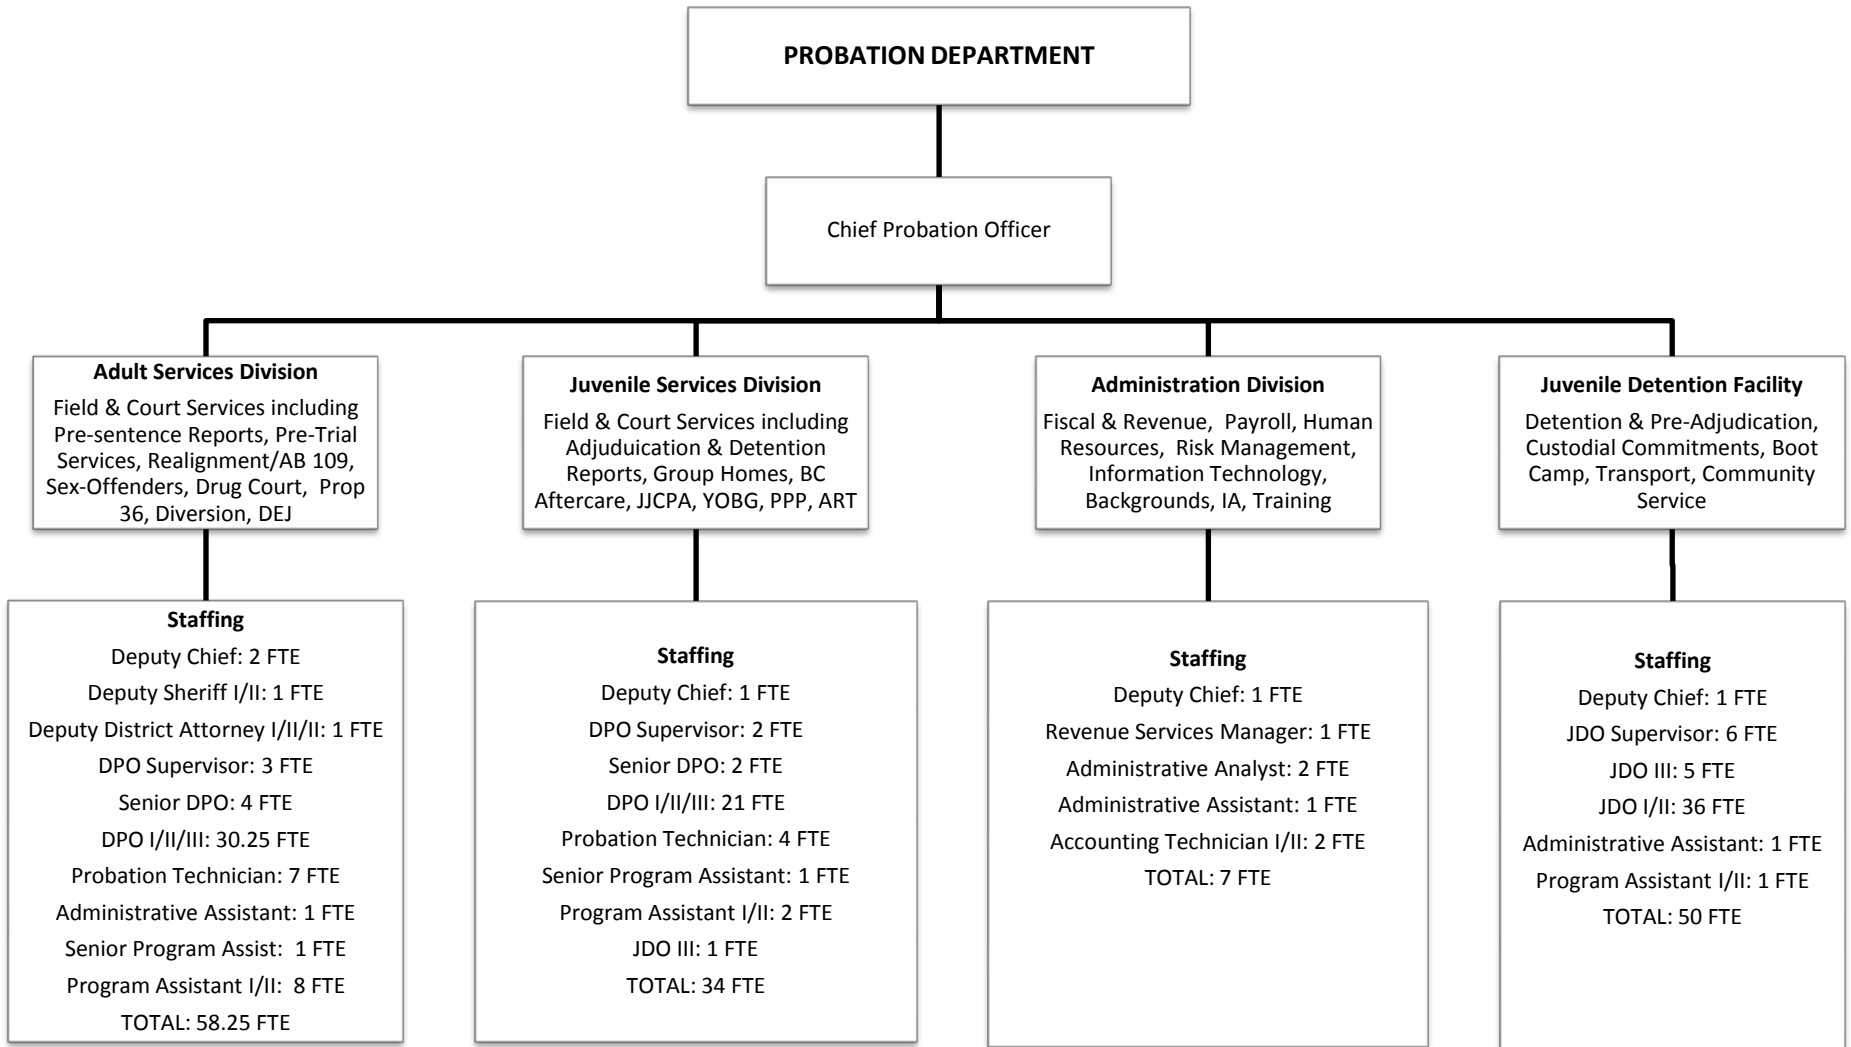 PROBATION DEPARTMENT
Chief Probation Officer
Adult Services Division
Field & Court Services including
Pre-sentence Reports, Pre-Trial
Services, Realignment/AB 109,
Sex-Offenders, Drug Court, Prop
36, Diversion, DEJ
Juvenile Services Division
Field & Court Services including
Adjuduication & Detention
Reports, Group Homes, BC
Aftercare, JJCPA, YOBG, PPP, ART
Administration Division
Fiscal & Revenue, Payroll, Human
Resources, Risk Management,
Information Technology,
Backgrounds, IA, Training
Juvenile Detention Facility
Detention & Pre-Adjudication,
Custodial Commitments, Boot
Camp, Transport, Community
Service
Staffing
Deputy Chief: 2 FTE
Deputy Sheriff I/II: 1 FTE
Deputy District Attorney I/II/II: 1 FTE
DPO Supervisor: 3 FTE
Senior DPO: 4 FTE
DPO I/II/III: 30.25 FTE
Probation Technician: 7 FTE
Administrative Assistant: 1 FTE
Senior Program Assist: 1 FTE
Program Assistant I/II: 8 FTE
TOTAL: 58.25 FTE
Staffing
Deputy Chief: 1 FTE
DPO Supervisor: 2 FTE
Senior DPO: 2 FTE
DPO I/II/III: 21 FTE
Probation Technician: 4 FTE
Senior Program Assistant: 1 FTE
Program Assistant I/II: 2 FTE
JDO III: 1 FTE
TOTAL: 34 FTE
Staffing
Deputy Chief: 1 FTE
Revenue Services Manager: 1 FTE
Administrative Analyst: 2 FTE
Administrative Assistant: 1 FTE
Accounting Technician I/II: 2 FTE
TOTAL: 7 FTE
Staffing
Deputy Chief: 1 FTE
JDO Supervisor: 6 FTE
JDO III: 5 FTE
JDO I/II: 36 FTE
Administrative Assistant: 1 FTE
Program Assistant I/II: 1 FTE
TOTAL: 50 FTE